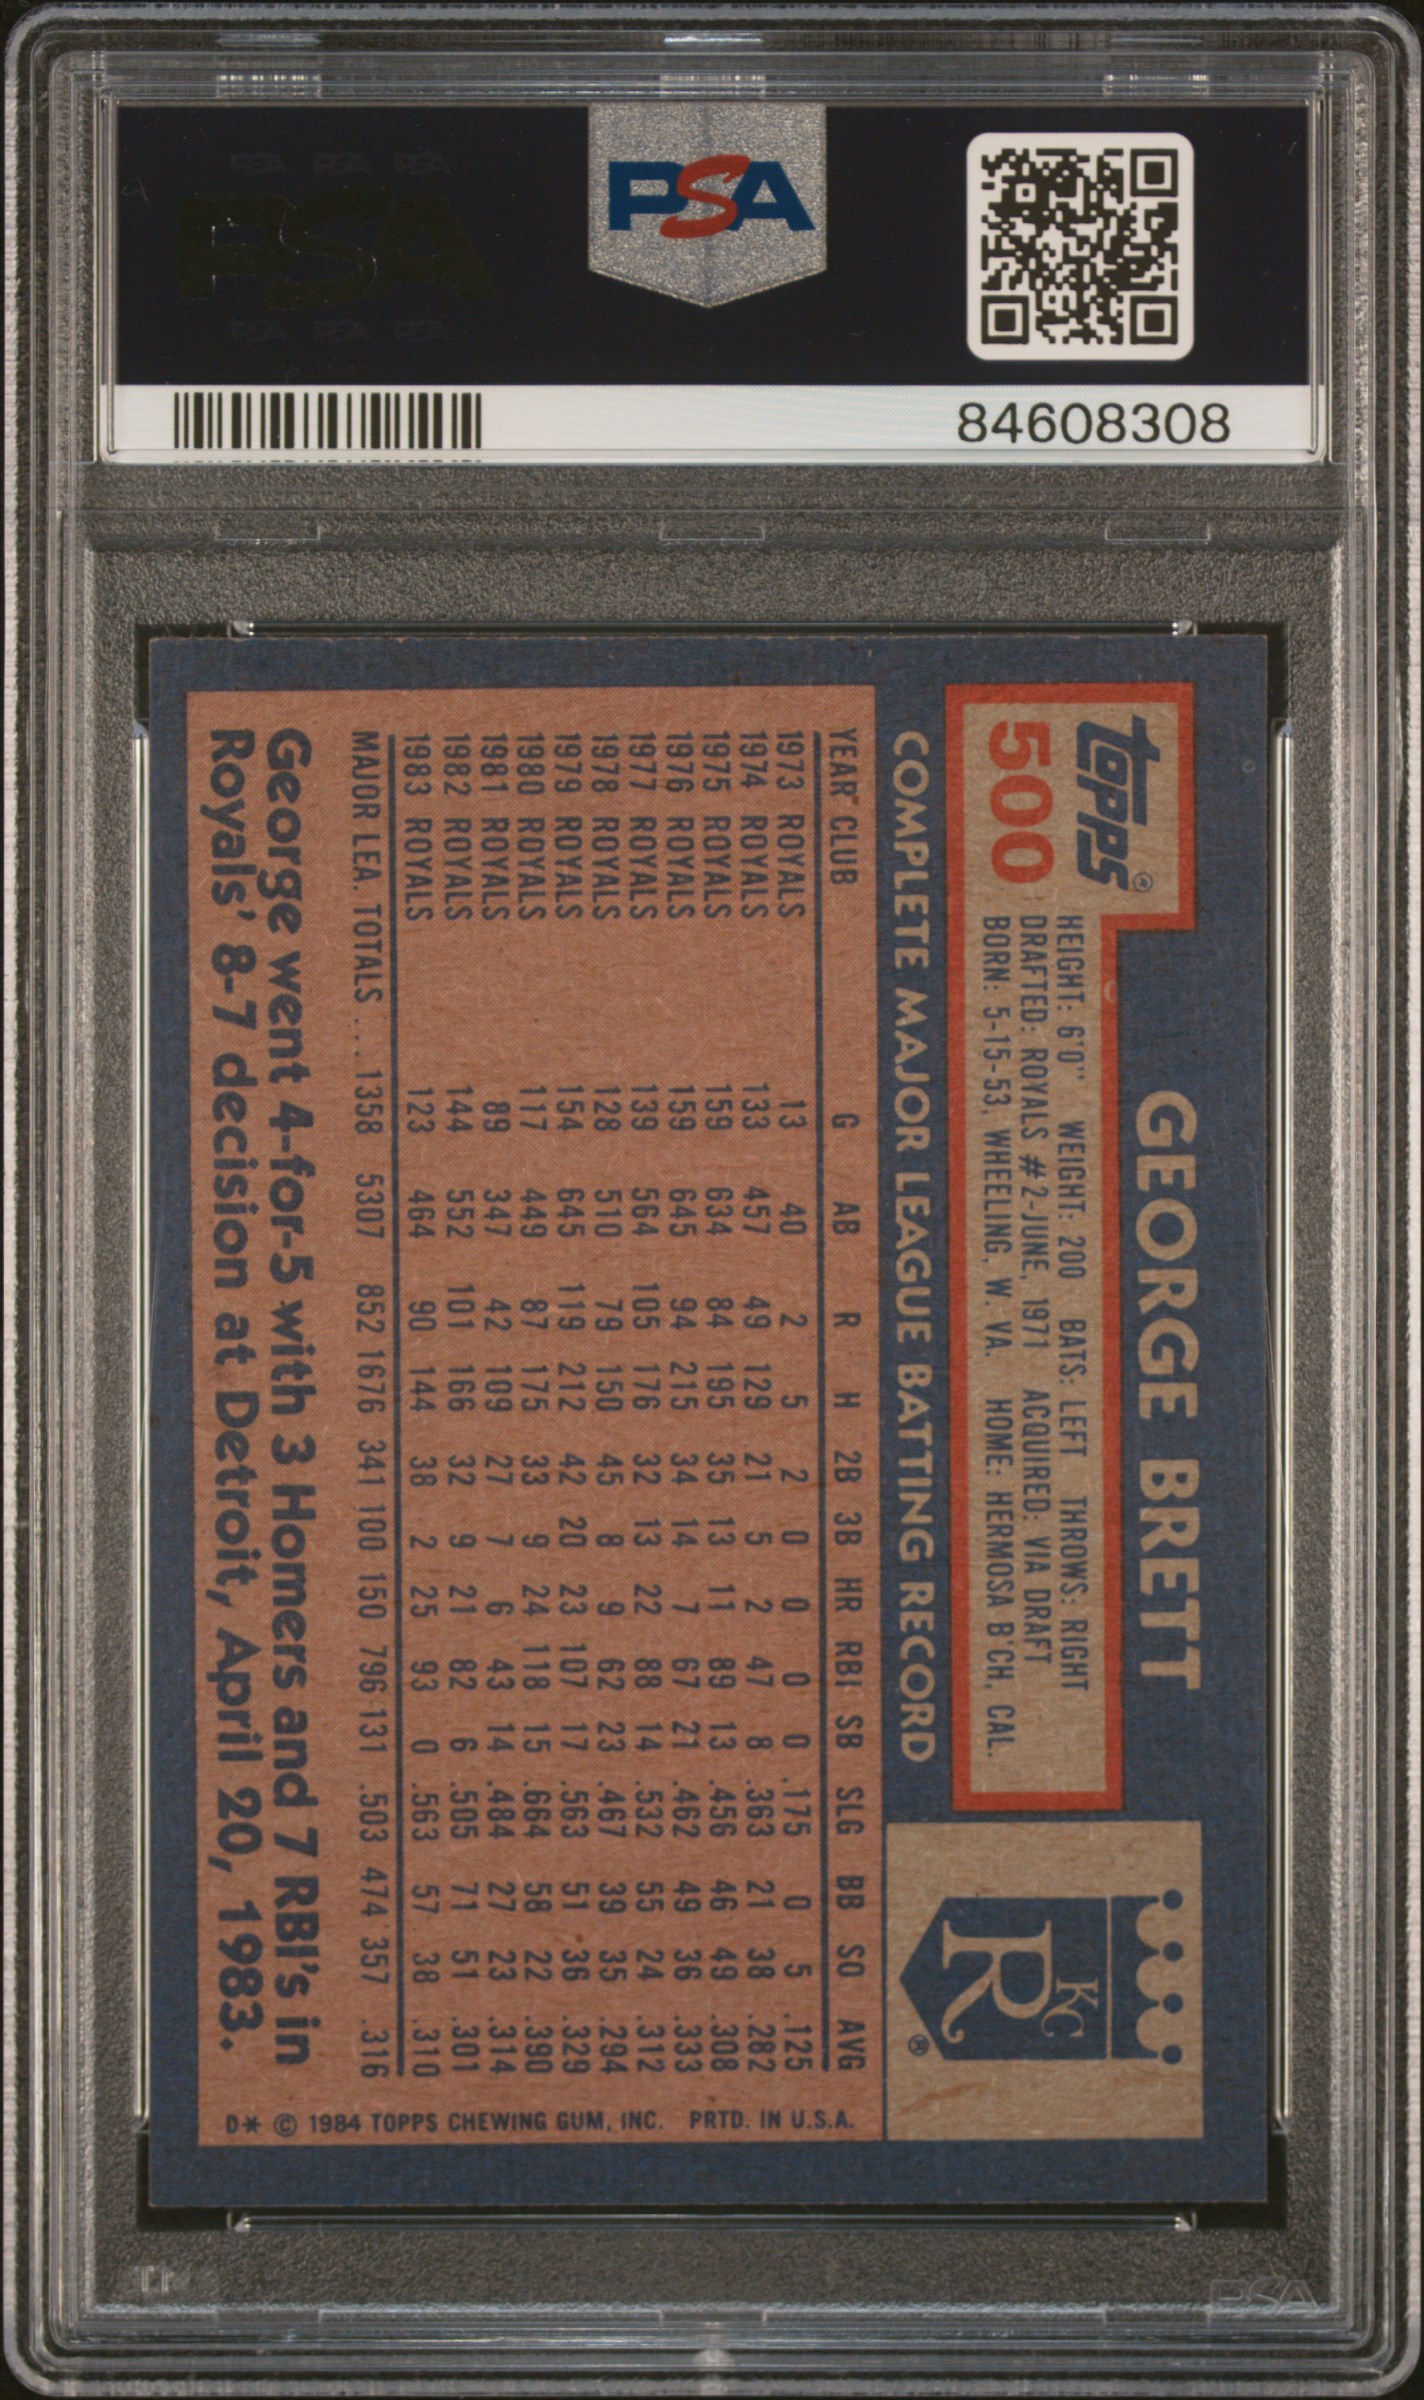 PSA PSA PSA
PSA
PSA PSA PSA
PSA
84608308
topps®
500
GEORGE BRETT
HEIGHT: 6'0" WEIGHT: 200 BATS: LEFT THROWS: RIGHT
DRAFTED: ROYALS #2-JUNE, 1971 ACQUIRED: VIA DRAFT
BORN: 5-15-53, WHEELING, W. VA. HOME: HERMOSA B'CH, CAL.
KC
R®
COMPLETE MAJOR LEAGUE BATTING RECORD
YEAR CLUB G AB R H 2B 3B HR RBI SB SLG BB SO AVG
1973 ROYALS 13 40 2 5 2 0 0 0 0 .175 0 5 .125
1974 ROYALS 133 457 49 129 21 5 2 47 8 .363 21 38 .282
1975 ROYALS 159 634 84 195 35 13 11 89 13 .456 46 49 .308
1976 ROYALS 159 645 94 215 34 14 7 67 21 .462 49 36 .333
1977 ROYALS 139 564 105 176 32 13 22 88 14 .532 55 24 .312
1978 ROYALS 128 510 79 150 45 8 9 62 23 .467 39 35 .294
1979 ROYALS 154 645 119 212 42 20 23 107 17 .563 51 36 .329
1980 ROYALS 117 449 87 175 33 9 24 118 15 .664 58 22 .390
1981 ROYALS 89 347 42 109 27 7 6 43 14 .484 27 23 .314
1982 ROYALS 144 552 101 166 32 9 21 82 6 .505 71 51 .301
1983 ROYALS 123 464 90 144 38 2 25 93 0 .563 57 38 .310
MAJOR LEA. TOTALS ... 1358 5307 852 1676 341 100 150 796 131 .503 474 357 .316
George went 4-for-5 with 3 Homers and 7 RBI's in
Royals' 8-7 decision at Detroit, April 20, 1983.
D* © 1984 TOPPS CHEWING GUM, INC. PRTD. IN U.S.A.
PSA